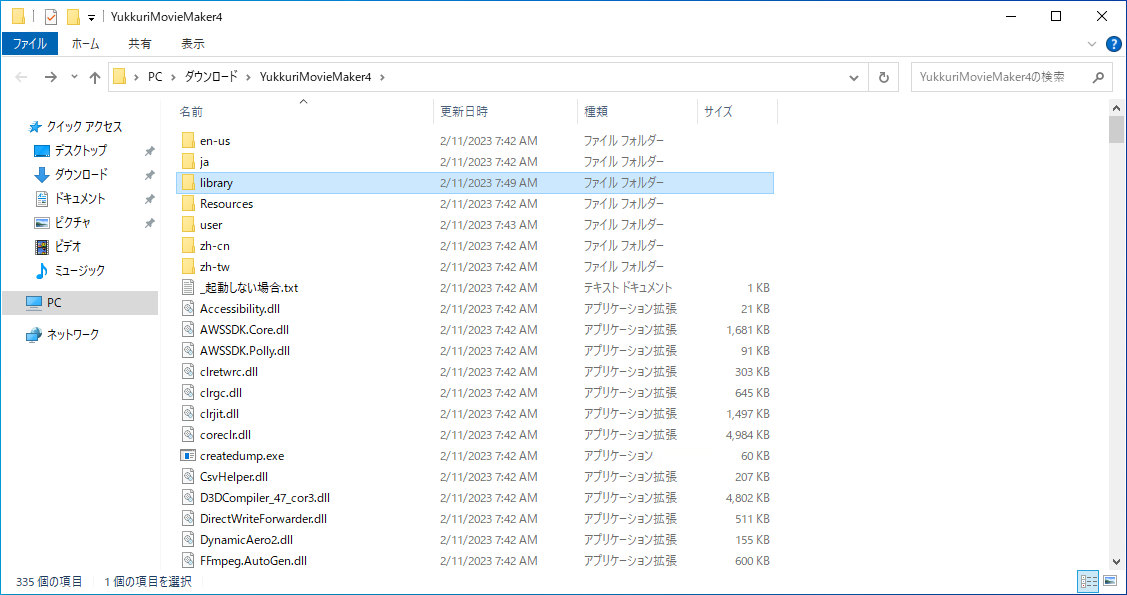 YukkuriMovieMaker4
ファイル ホーム 共有 表示
PC ダウンロード YukkuriMovieMaker4 YukkuriMovieMaker4の検索
名前 更新日時 種類 サイズ
クイック アクセス
デスクトップ
ダウンロード
ドキュメント
ピクチャ
ビデオ
ミュージック
PC
ネットワーク
en-us 2/11/2023 7:42 AM ファイル フォルダー
ja 2/11/2023 7:42 AM ファイル フォルダー
library 2/11/2023 7:49 AM ファイル フォルダー
Resources 2/11/2023 7:42 AM ファイル フォルダー
user 2/11/2023 7:43 AM ファイル フォルダー
zh-cn 2/11/2023 7:42 AM ファイル フォルダー
zh-tw 2/11/2023 7:42 AM ファイル フォルダー
_起動しない場合.txt 2/11/2023 7:42 AM テキスト ドキュメント 1 KB
Accessibility.dll 2/11/2023 7:42 AM アプリケーション拡張 21 KB
AWSSDK.Core.dll 2/11/2023 7:42 AM アプリケーション拡張 1,681 KB
AWSSDK.Polly.dll 2/11/2023 7:42 AM アプリケーション拡張 91 KB
clretwrc.dll 2/11/2023 7:42 AM アプリケーション拡張 303 KB
clrgc.dll 2/11/2023 7:42 AM アプリケーション拡張 645 KB
clrjit.dll 2/11/2023 7:42 AM アプリケーション拡張 1,497 KB
coreclr.dll 2/11/2023 7:42 AM アプリケーション拡張 4,984 KB
createdump.exe 2/11/2023 7:42 AM アプリケーション 60 KB
CsvHelper.dll 2/11/2023 7:42 AM アプリケーション拡張 207 KB
D3DCompiler_47_cor3.dll 2/11/2023 7:42 AM アプリケーション拡張 4,802 KB
DirectWriteForwarder.dll 2/11/2023 7:42 AM アプリケーション拡張 511 KB
DynamicAero2.dll 2/11/2023 7:42 AM アプリケーション拡張 155 KB
FFmpeg.AutoGen.dll 2/11/2023 7:42 AM アプリケーション拡張 600 KB
335 個の項目 1 個の項目を選択